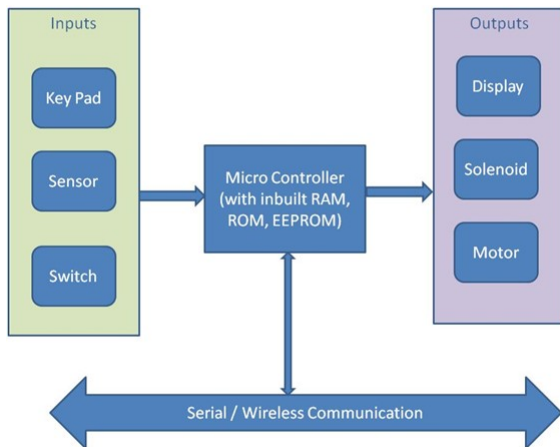 Inputs
Key Pad
Sensor
Switch
Micro Controller
(with inbuilt RAM,
ROM, EEPROM)
Outputs
Display
Solenoid
Motor
Serial / Wireless Communication